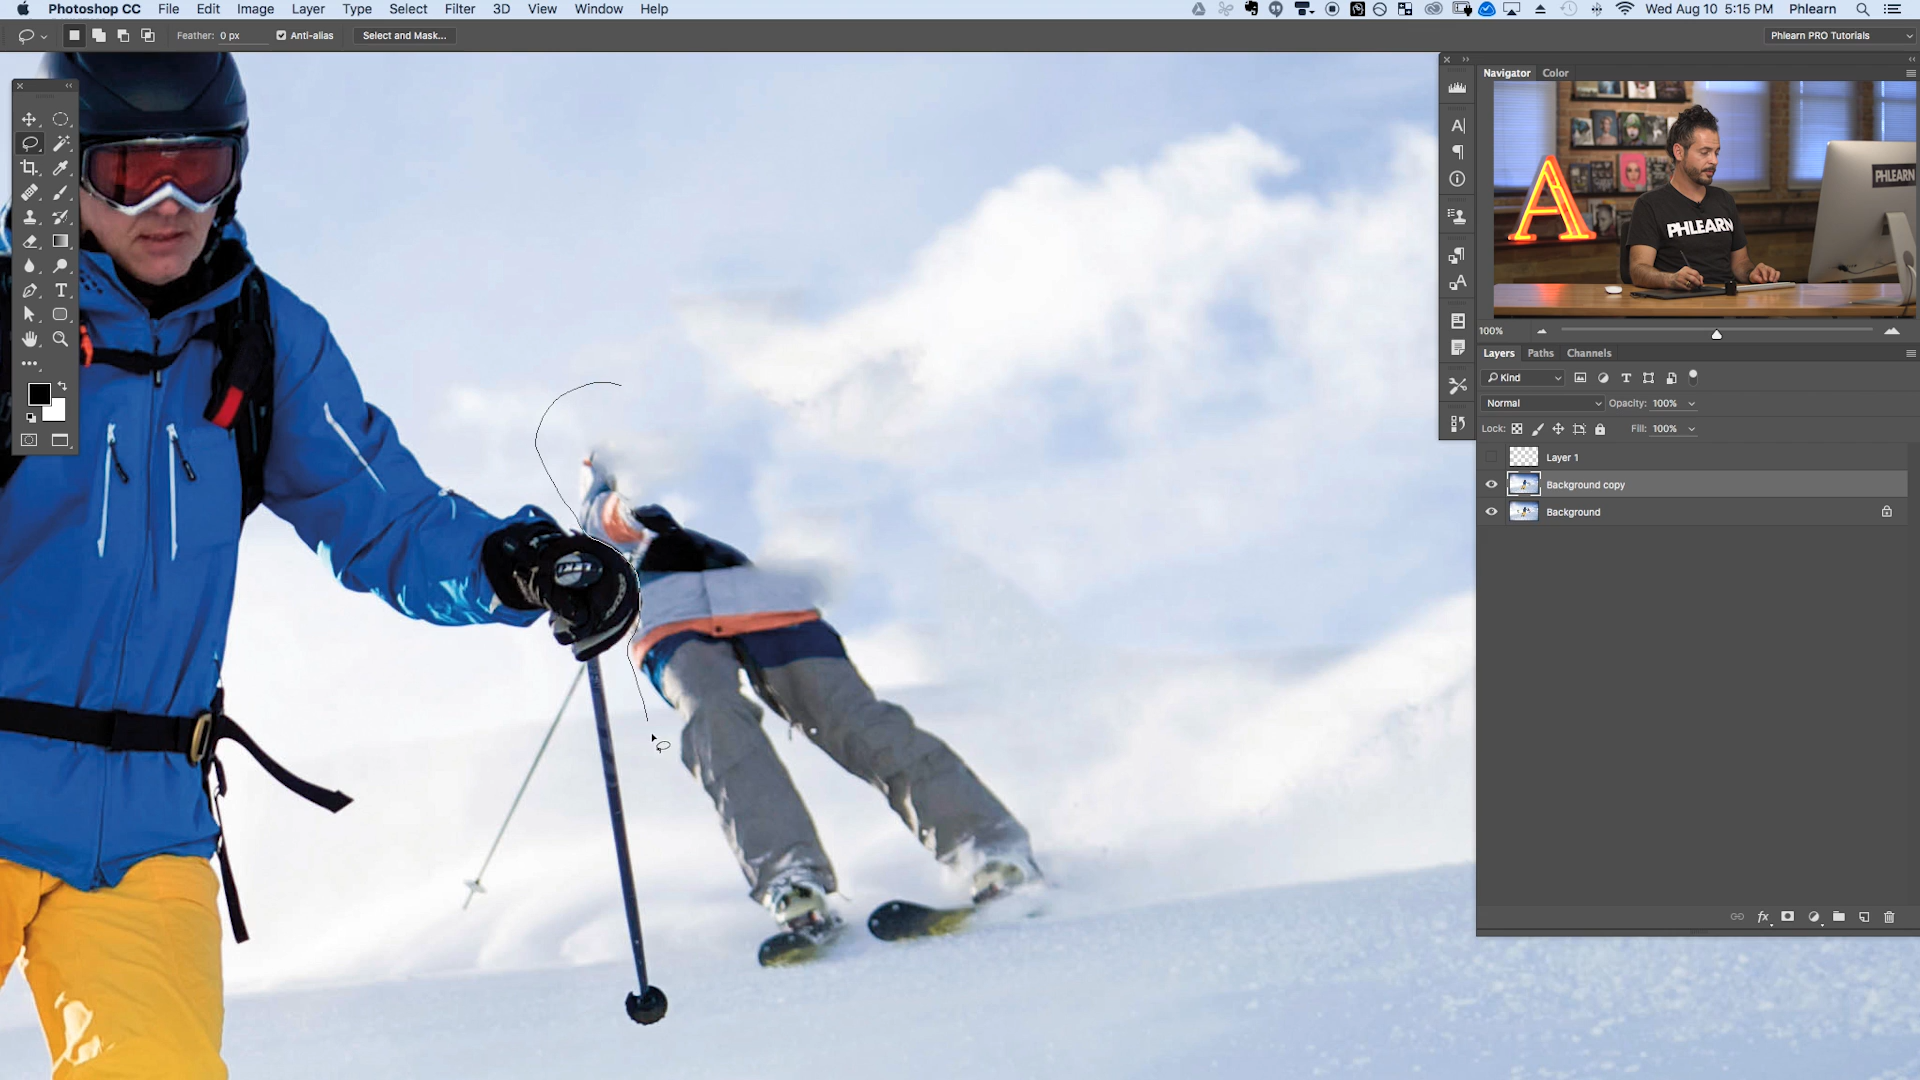 Photoshop CC File Edit Image Layer Type Select Filter 3D View Window Help Wed Aug 10 5:15 PM Phlearn
Feather: 0 px Anti-alias Select and Mask... Phlearn PRO Tutorials
Navigator Color
PHLEARN
PHLEARN
100%
Layers Paths Channels
Kind
Normal Opacity: 100%
Lock: Fill: 100%
Layer 1
Background copy
Background